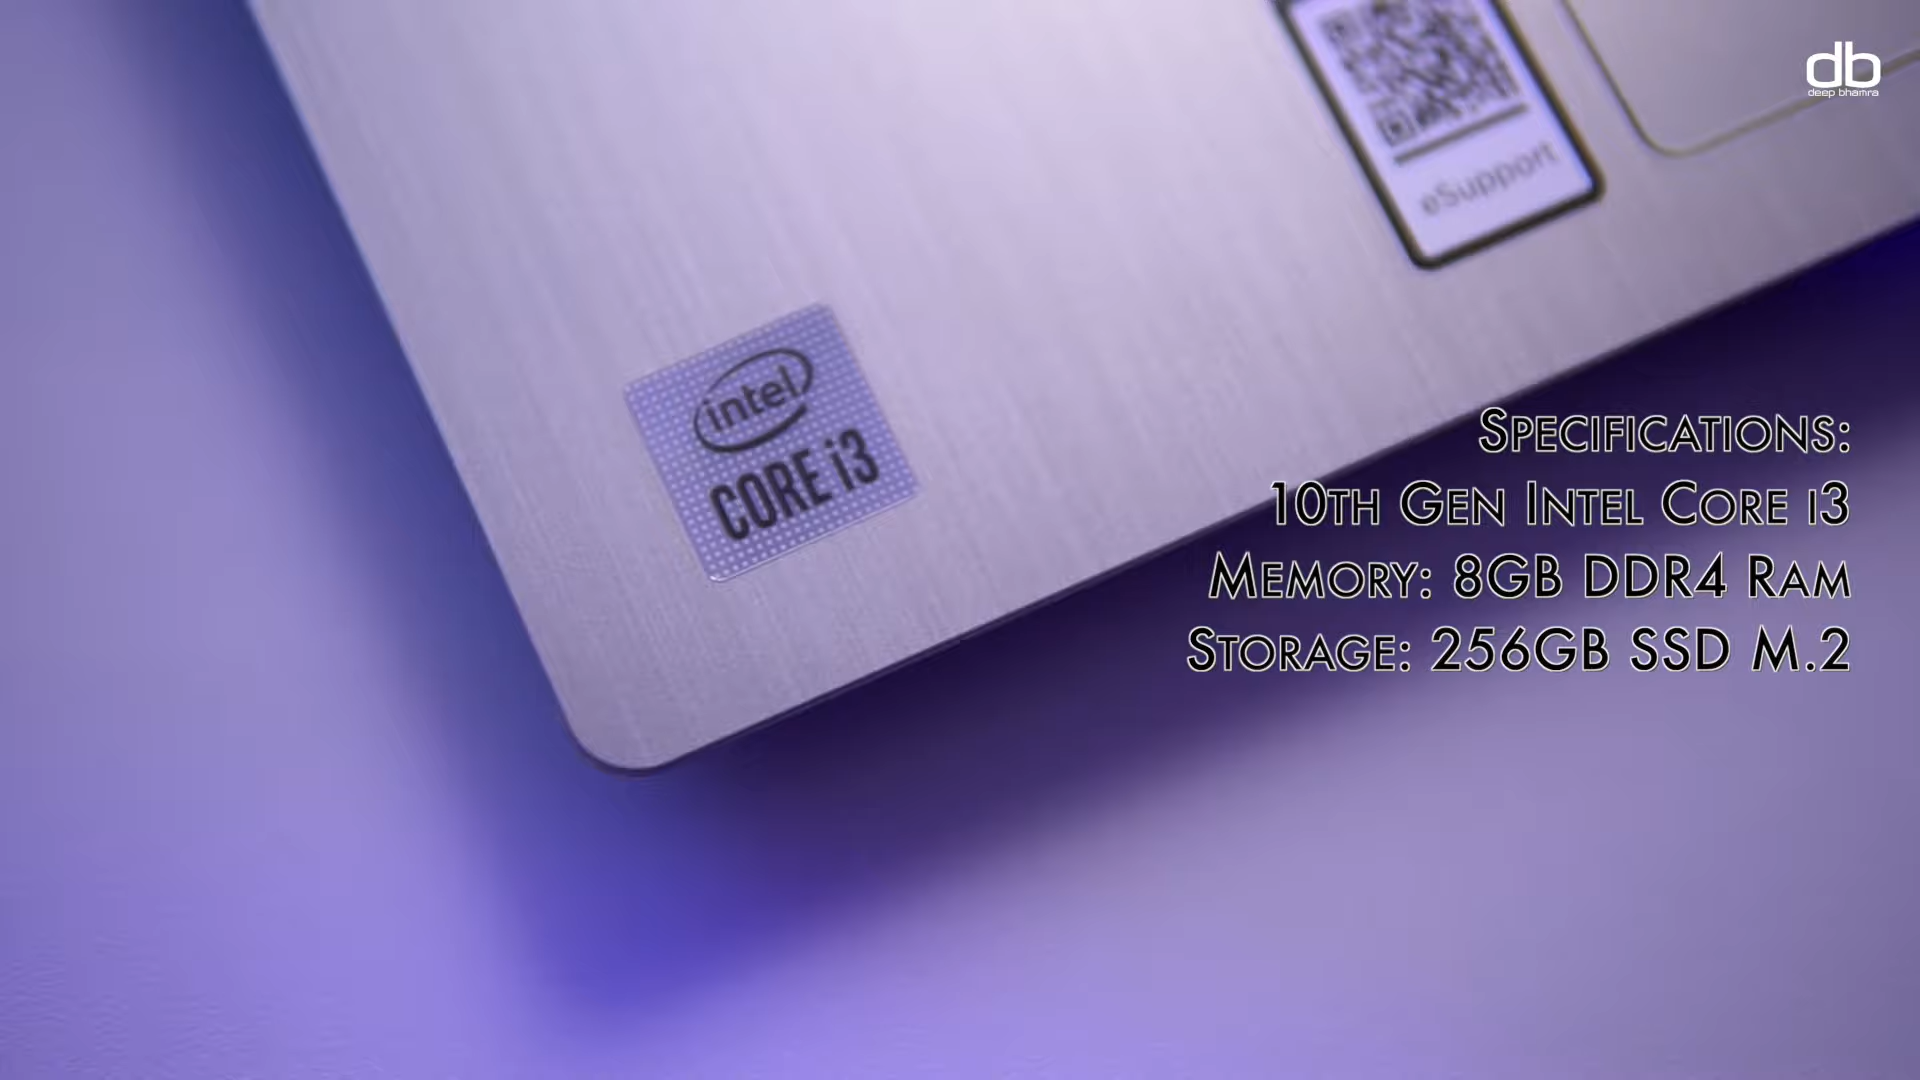 db
deep bhamra
eSupport
intel
CORE i3
SPECIFICATIONS:
10TH GEN INTEL CORE I3
MEMORY: 8GB DDR4 RAM
STORAGE: 256GB SSD M.2